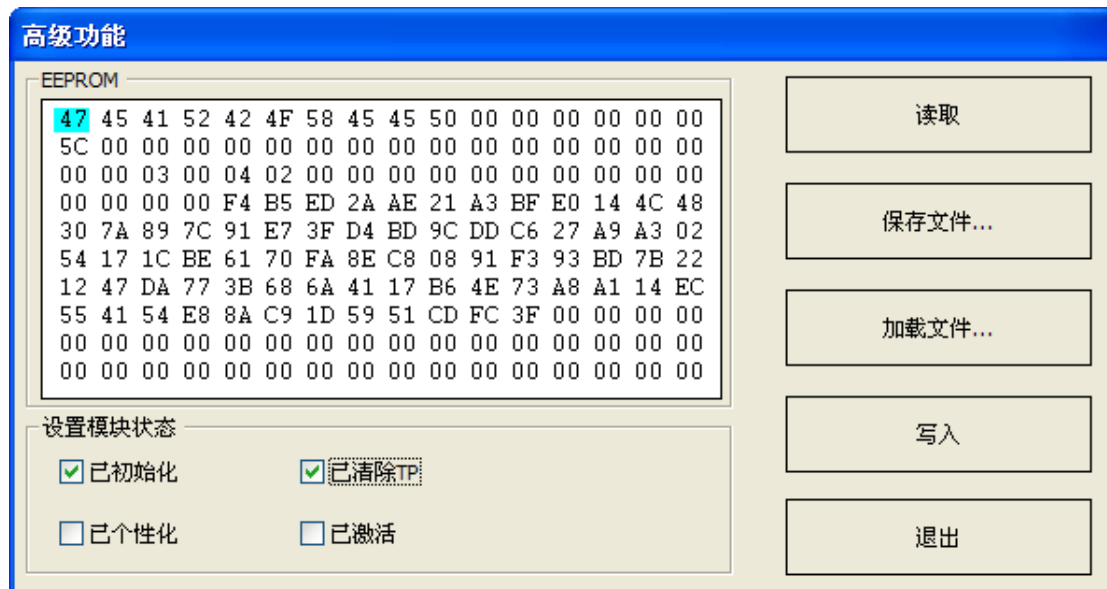 高级功能
EEPROM
47 45 41 52 42 4F 58 45 45 50 00 00 00 00 00 00
5C 00 00 00 00 00 00 00 00 00 00 00 00 00 00 00
00 00 03 00 04 02 00 00 00 00 00 00 00 00 00 00
00 00 00 00 F4 B5 ED 2A AE 21 A3 BF E0 14 4C 48
30 7A 89 7C 91 E7 3F D4 BD 9C DD C6 27 A9 A3 02
54 17 1C BE 61 70 FA 8E C8 08 91 F3 93 BD 7B 22
12 47 DA 77 3B 68 6A 41 17 B6 4E 73 A8 A1 14 EC
55 41 54 E8 8A C9 1D 59 51 CD FC 3F 00 00 00 00
00 00 00 00 00 00 00 00 00 00 00 00 00 00 00 00
00 00 00 00 00 00 00 00 00 00 00 00 00 00 00 00
设置模块状态
已初始化 已清除TP
已个性化 已激活
读取
保存文件...
加载文件...
写入
退出